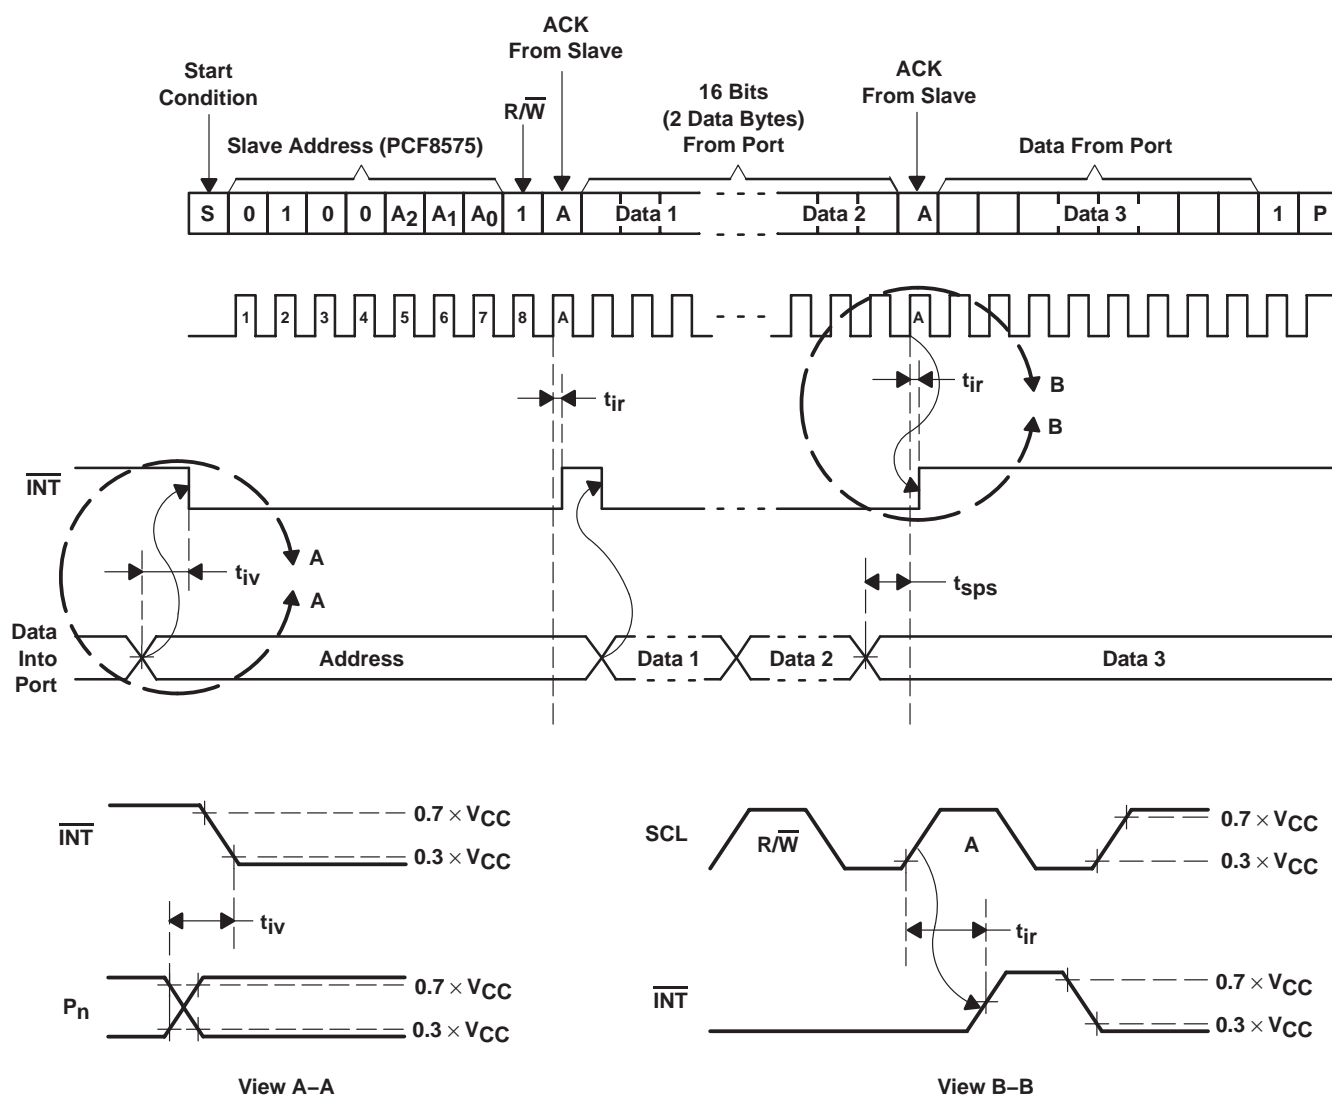 ACK
From Slave
Start
Condition
R/W
16 Bits
(2 Data Bytes)
From Port
ACK
From Slave
Slave Address (PCF8575)
Data From Port
S 0 1 0 0 A2 A1 A0 1 A Data 1 Data 2 A Data 3 1 P
1 2 3 4 5 6 7 8 A A
tir
tir
B
B
INT
tiv
A
A
tsps
Data
Into
Port
Address
Data 1
Data 2
Data 3
INT
0.7 × VCC
0.3 × VCC
tiv
Pn
0.7 × VCC
0.3 × VCC
View A–A
SCL
R/W
A
0.7 × VCC
0.3 × VCC
tir
INT
0.7 × VCC
0.3 × VCC
View B–B